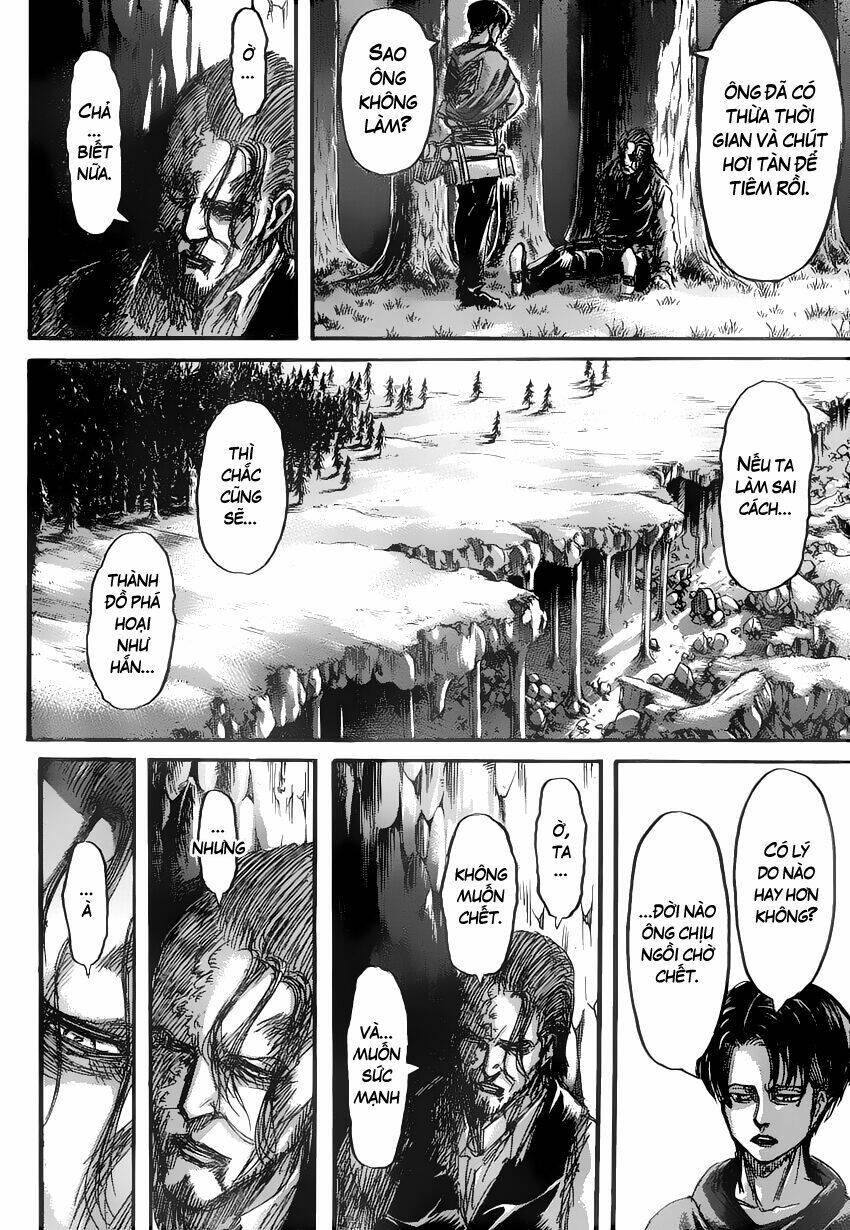 ÔNG ĐÃ CÓ
THỪA THỜI
GIAN VÀ CHÚT
HƠI TÀN ĐỂ
TIÊM RỒI.
SAO
ÔNG
KHÔNG
LÀM?
Ờ
...
CHẢ
...
BIẾT
NỮA.
NẾU TA
LÀM SAI
CÁCH...
THÌ
CHẮC
CŨNG
SẼ...
THÀNH
ĐỒ PHÁ
HOẠI
NHƯ
HẮN...
CÓ LÝ
DO NÀO
HAY HƠN
KHÔNG?
...ĐỜI NÀO
ÔNG CHỊU
NGỒI CHỜ
CHẾT.
Ờ,
TA
...
KHÔNG
MUỐN
CHẾT.
VÀ...
MUỐN
SỨC
MẠNH
...
NHƯNG
...
À